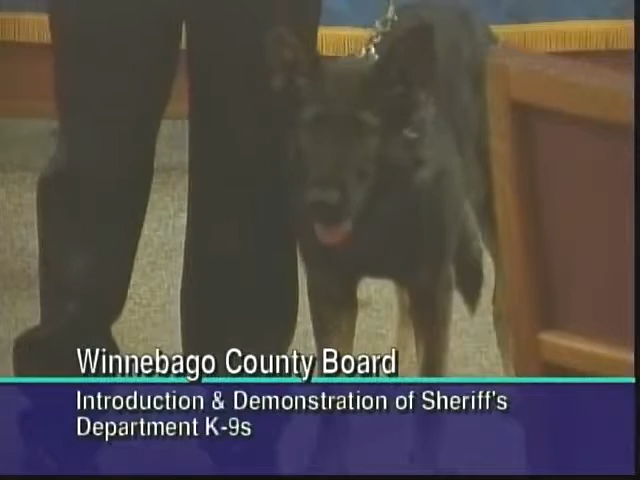 Winnebago County Board
Introduction & Demonstration of Sheriff's
Department K-9s